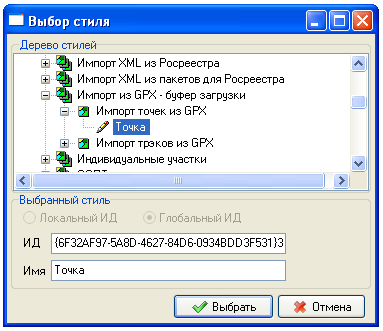 Выбор стиля
Дерево стилей
Импорт XML из Росреестра
Импорт XML из пакетов для Росреестра
Импорт из GPX - буфер загрузки
Импорт точек из GPX
Точка
Импорт трэков из GPX
Индивидуальные участки
Выбранный стиль
Локальный ИД Глобальный ИД
ИД {6F32AF97-5A8D-4627-84D6-0934BDD3F531}3
Имя Точка
Выбрать Отмена